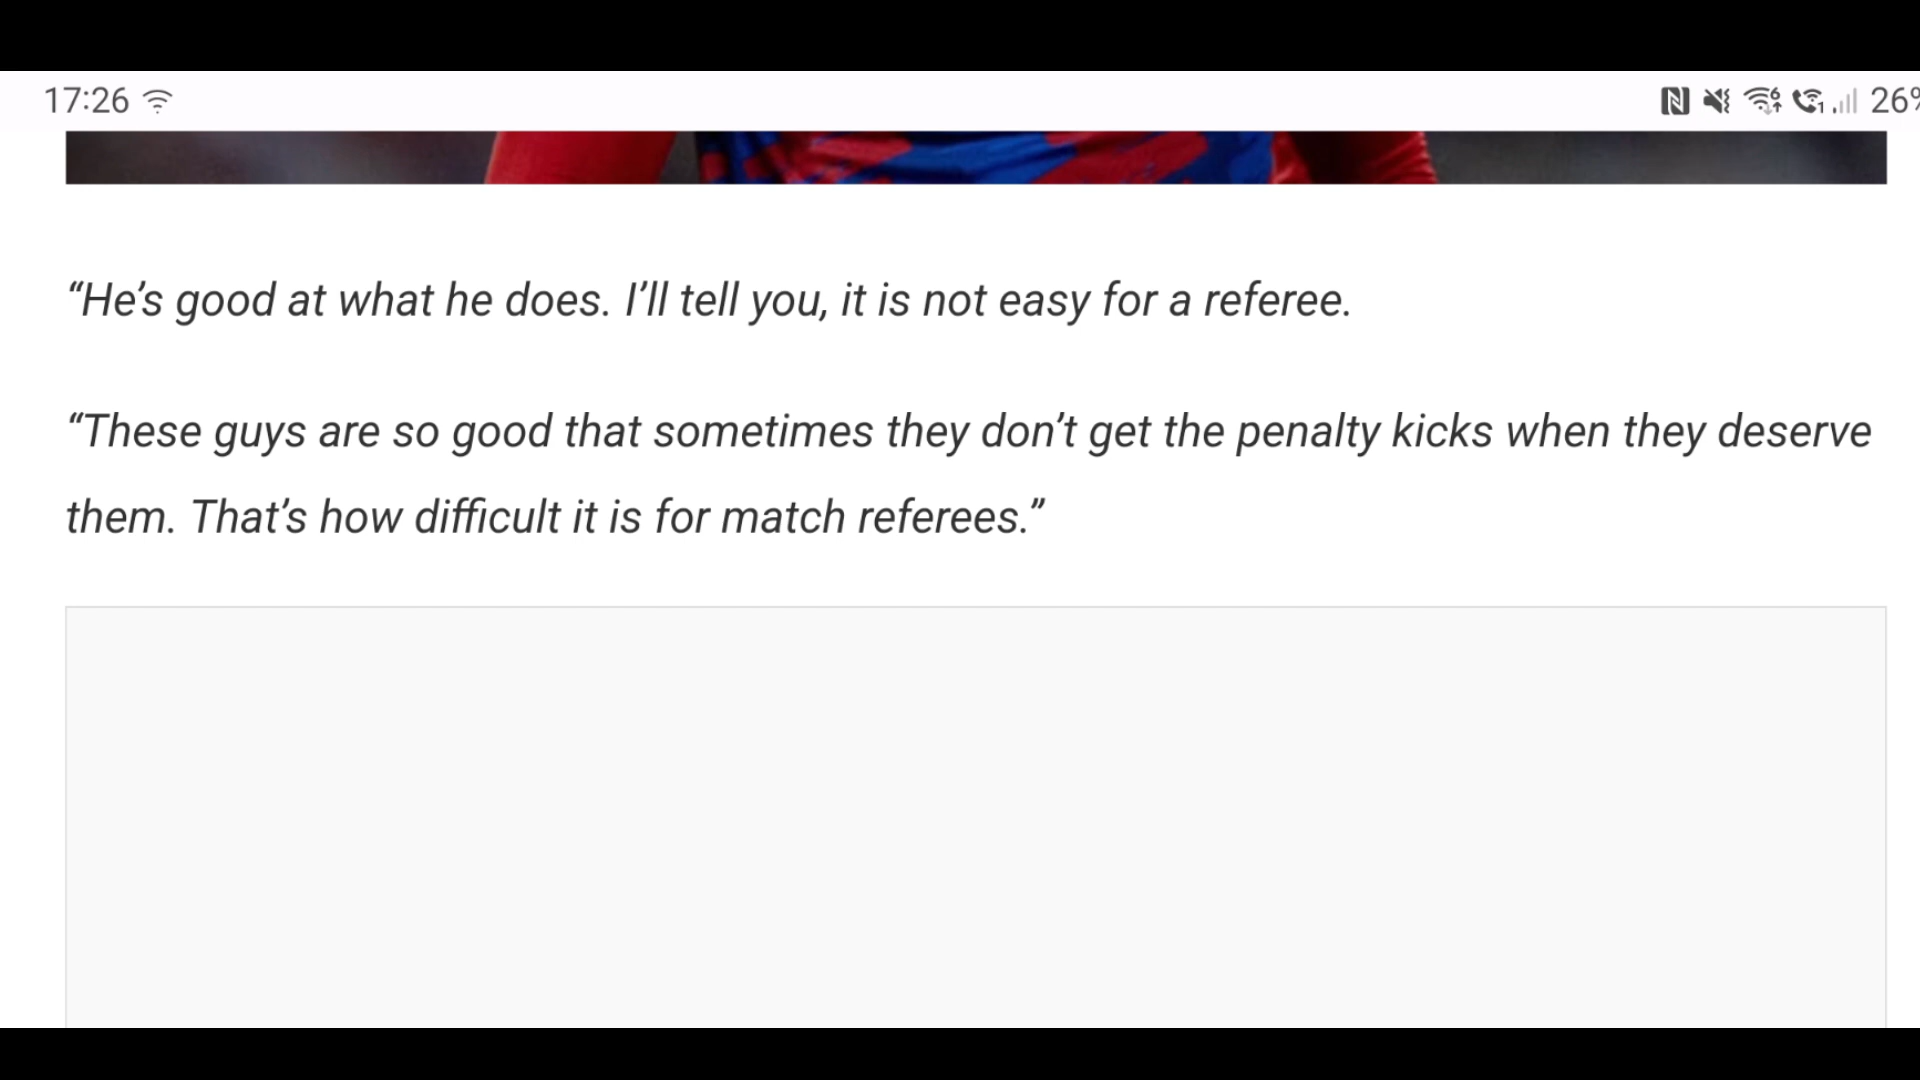 17:26 26%
“He’s good at what he does. I’ll tell you, it is not easy for a referee.
“These guys are so good that sometimes they don’t get the penalty kicks when they deserve
them. That’s how difficult it is for match referees.”